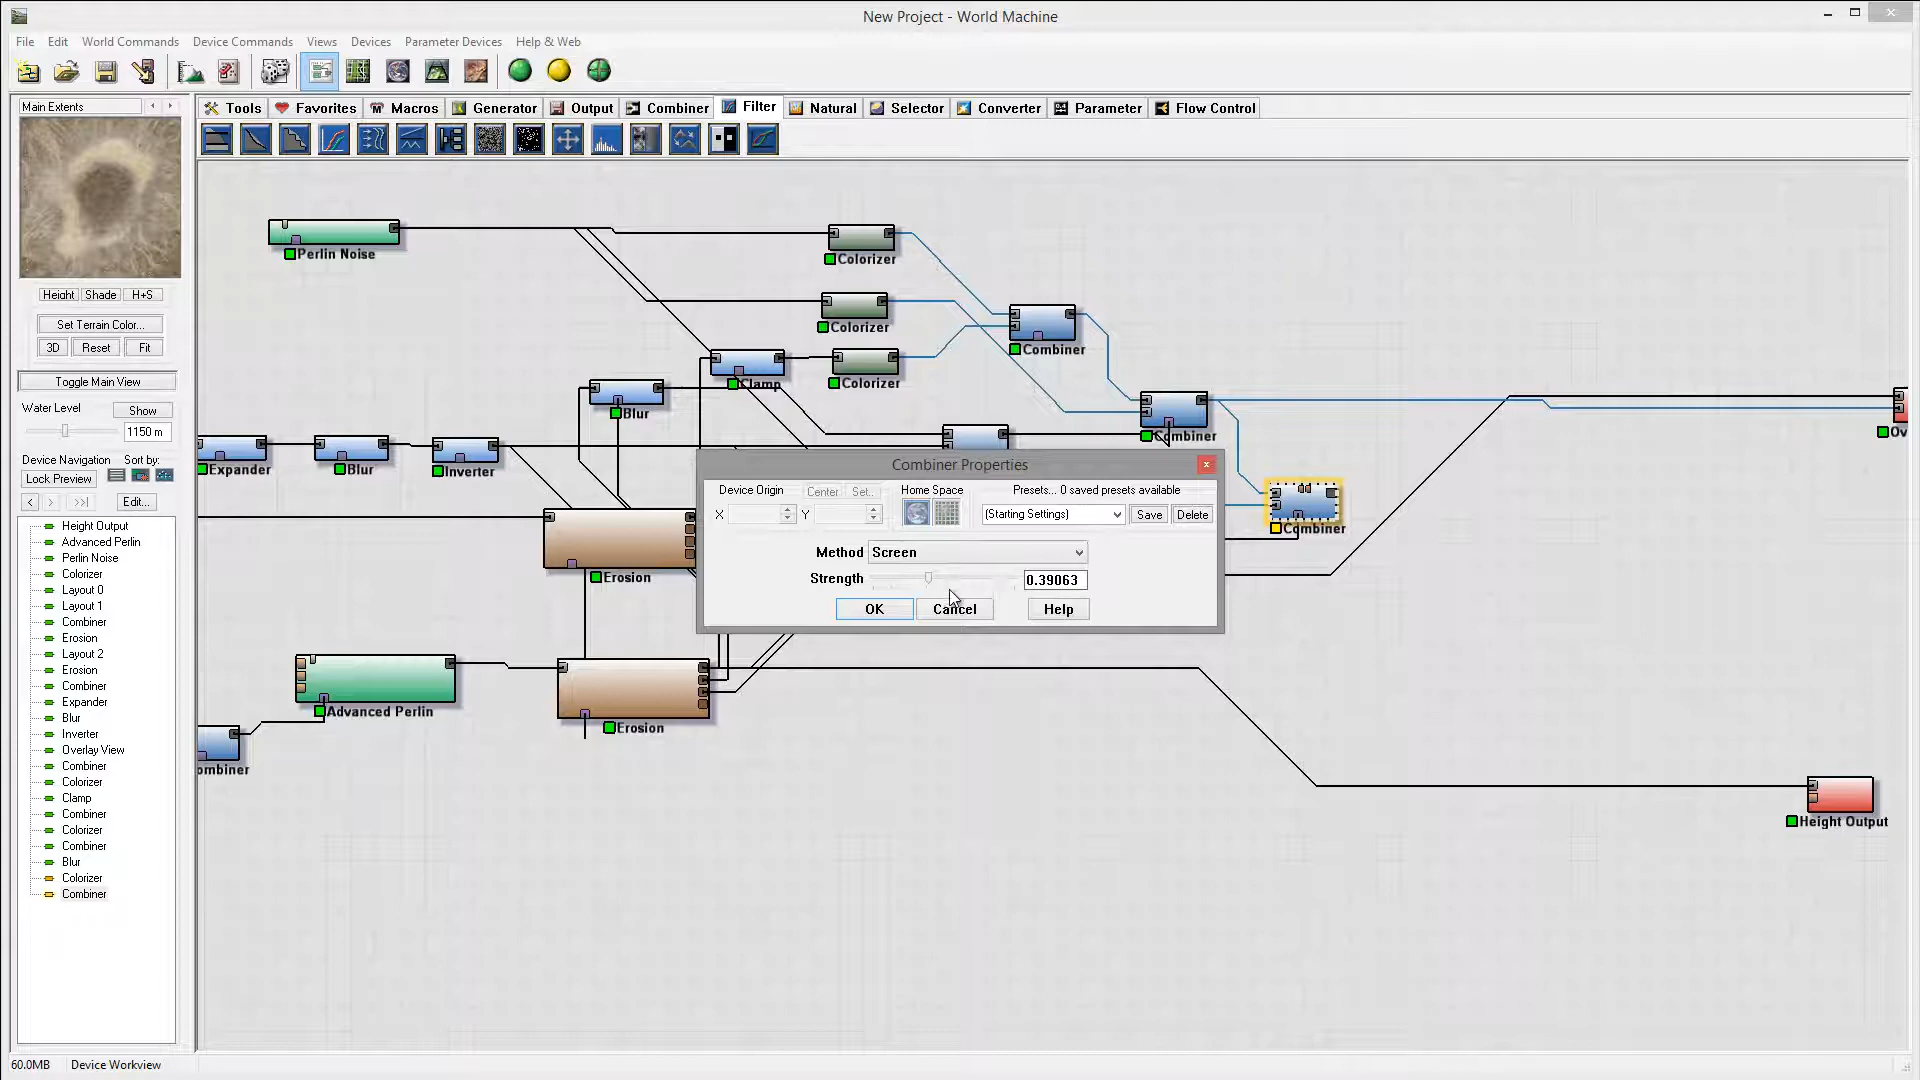 New Project - World Machine
File Edit World Commands Device Commands Views Devices Parameter Devices Help & Web
Main Extents
Tools Favorites Macros Generator Output Combiner Filter Natural Selector Converter Parameter Flow Control
Height Shade H+S
Set Terrain Color...
3D Reset Fit
Toggle Main View
Water Level Show
1150 m
Device Navigation Sort by:
Lock Preview
Edit...
Height Output
Advanced Perlin
Perlin Noise
Colorizer
Layout 0
Layout 1
Combiner
Erosion
Layout 2
Erosion
Combiner
Expander
Blur
Inverter
Overlay View
Combiner
Colorizer
Clamp
Combiner
Colorizer
Combiner
Blur
Colorizer
Combiner
Perlin Noise
Colorizer
Colorizer
Combiner
Clamp
Colorizer
Blur
Combiner
Ov
Expander
Blur
Inverter
Combiner
Erosion
Advanced Perlin
Erosion
ombiner
Height Output
Combiner Properties
Device Origin Center Set... Home Space Presets... 0 saved presets available
X Y (Starting Settings) Save Delete
Method Screen
Strength 0.39063
OK Cancel Help
60.0MB Device Workview